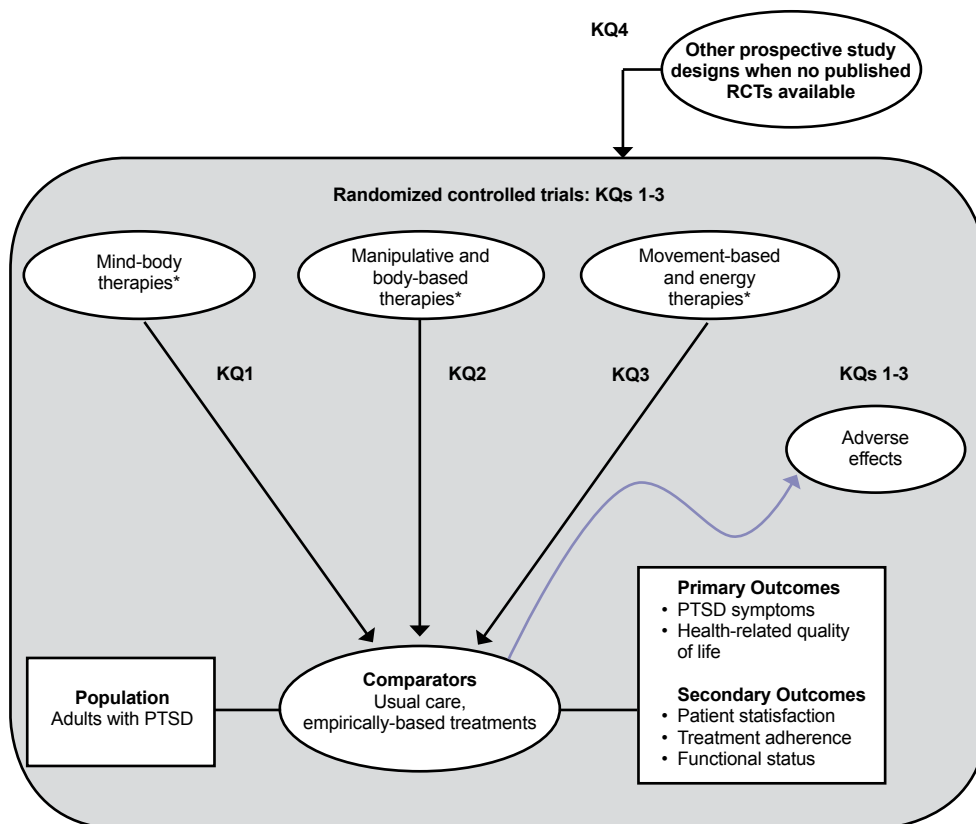 KQ4
Other prospective study
designs when no published
RCTs available
Randomized controlled trials: KQs 1-3
Mind-body
therapies*
Manipulative and
body-based
therapies*
Movement-based
and energy
therapies*
KQ1
KQ2
KQ3
KQs 1-3
Adverse
effects
Population
Adults with PTSD
Comparators
Usual care,
empirically-based treatments
Primary Outcomes
• PTSD symptoms
• Health-related quality
of life
Secondary Outcomes
• Patient statisfaction
• Treatment adherence
• Functional status